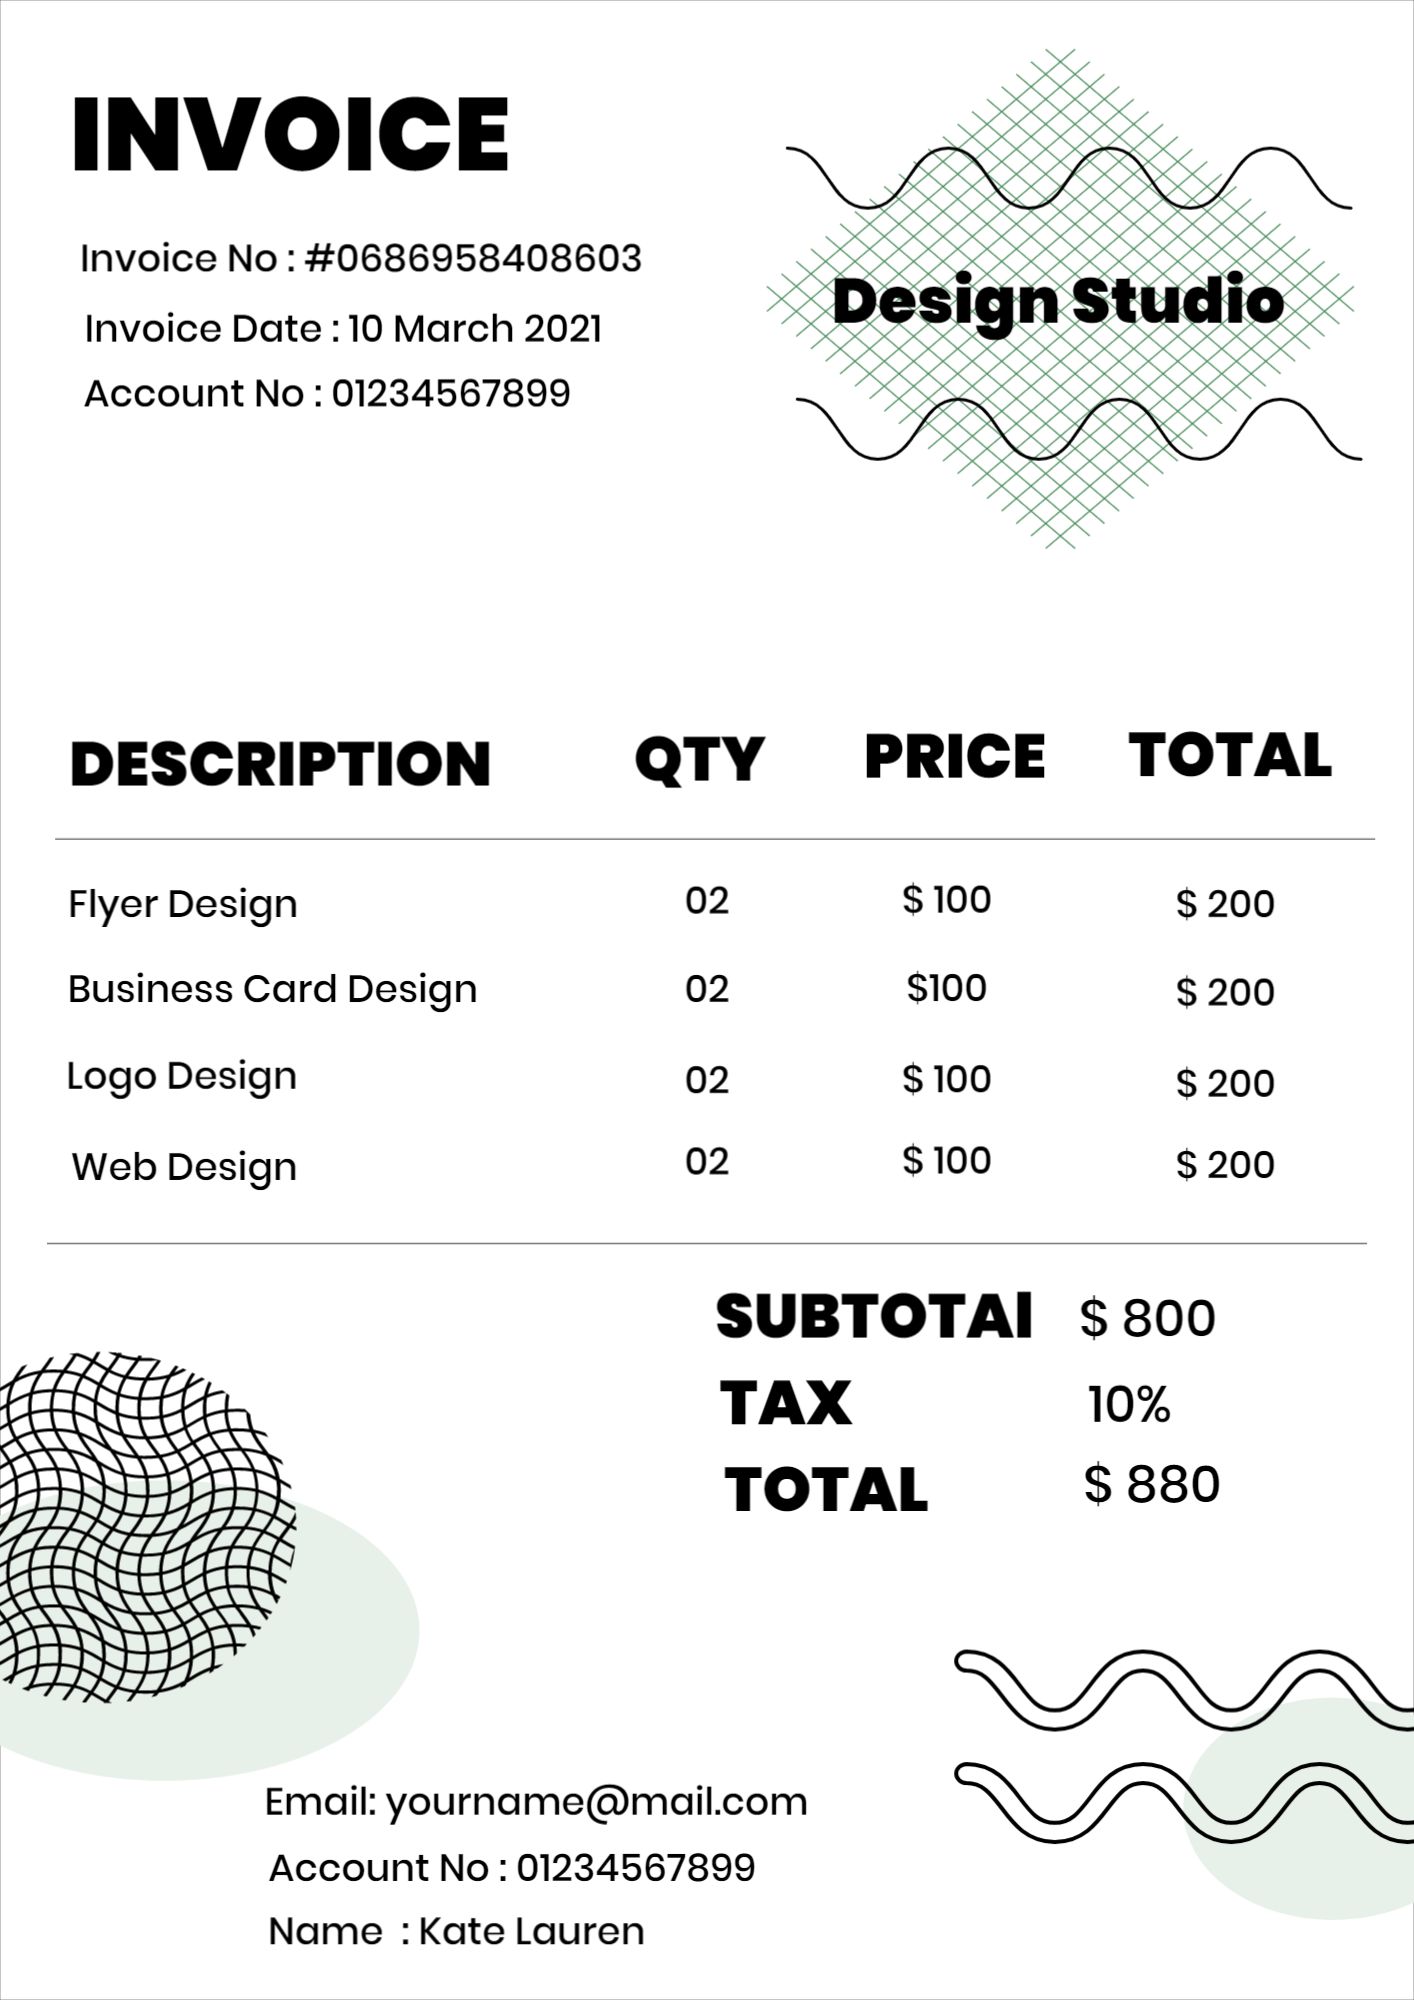 INVOICE
Invoice No : #0686958408603
Invoice Date : 10 March 2021
Account No : 01234567899
Design Studio
DESCRIPTION QTY PRICE TOTAL
Flyer Design 02 $ 100 $ 200
Business Card Design 02 $100 $ 200
Logo Design 02 $ 100 $ 200
Web Design 02 $ 100 $ 200
SUBTOTAl $ 800
TAX 10%
TOTAL $ 880
Email: yourname@mail.com
Account No : 01234567899
Name : Kate Lauren